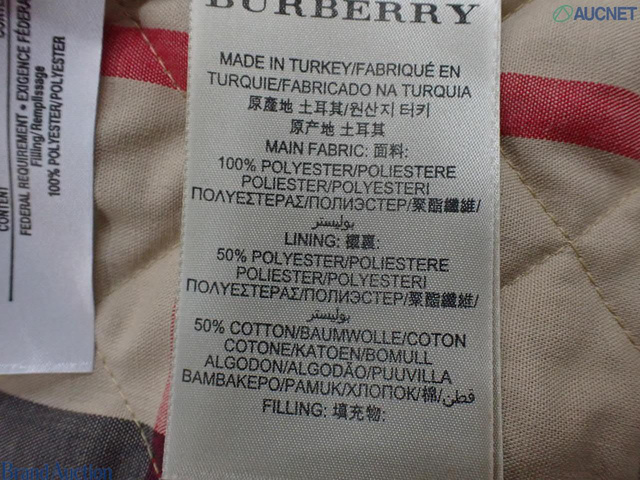 BURBERRY
MADE IN TURKEY/FABRIQUÉ EN
TURQUIE/FABRICADO NA TURQUIA
原產地 土耳其/원산지 터키
原产地 土耳其
MAIN FABRIC: 面料:
100% POLYESTER/POLIESTERE
POLIESTER/POLYESTERI
ΠΟΛΥΕΣΤΕΡΑΣ/ПОЛИЭСТЕР/聚酯纖維/
بوليستر
LINING: 襯裏:
50% POLYESTER/POLIESTERE
POLIESTER/POLYESTERI
ΠΟΛΥΕΣΤΕΡΑΣ/ПОЛИЭСТЕР/聚酯纖維/
بوليستر
50% COTTON/BAUMWOLLE/COTON
COTONE/KATOEN/BOMULL
ALGODON/ALGODÃO/PUUVILLA
ΒΑΜΒΑΚΕΡΟ/PAMUK/ХЛОПОК/棉/قطن
FILLING: 填充物:
CONTENT
FEDERAL REQUIREMENT • EXIGENCE FÉDÉRA
Filling/Remplissage
100% POLYESTER/POLYESTER
AUCNET
Brand Auction